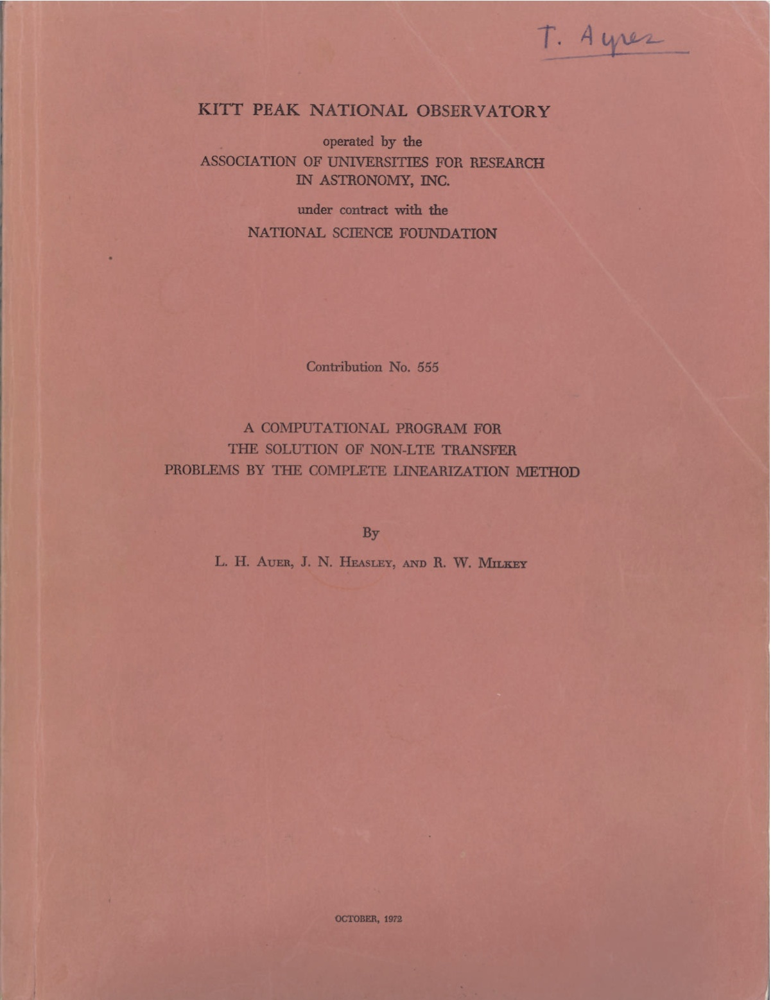 T. Ayres
KITT PEAK NATIONAL OBSERVATORY
operated by the
ASSOCIATION OF UNIVERSITIES FOR RESEARCH
IN ASTRONOMY, INC.
under contract with the
NATIONAL SCIENCE FOUNDATION
Contribution No. 555
A COMPUTATIONAL PROGRAM FOR
THE SOLUTION OF NON-LTE TRANSFER
PROBLEMS BY THE COMPLETE LINEARIZATION METHOD
By
L. H. AUER, J. N. HEASLEY, AND R. W. MILKEY
OCTOBER, 1972